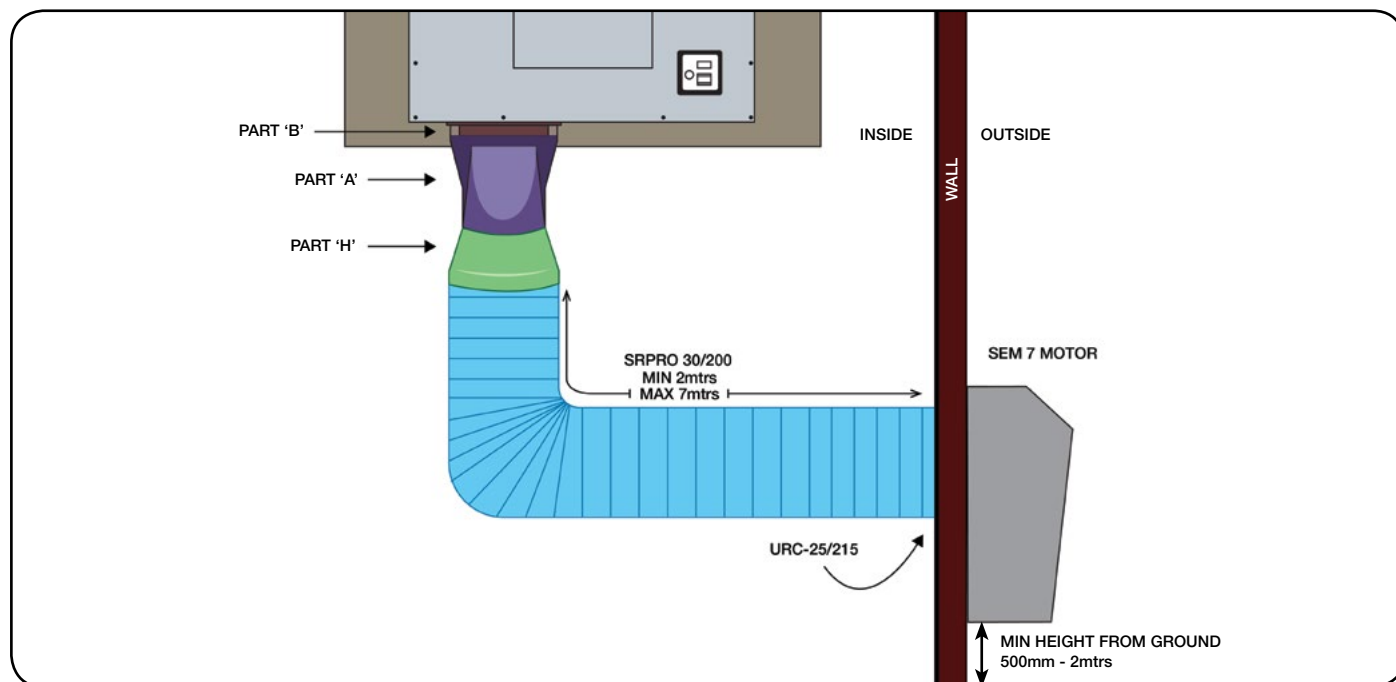 PART ‘B’
PART ‘A’
PART ‘H’
INSIDE
OUTSIDE
WALL
SRPRO 30/200
MIN 2mtrs
MAX 7mtrs
SEM 7 MOTOR
URC-25/215
MIN HEIGHT FROM GROUND
500mm - 2mtrs